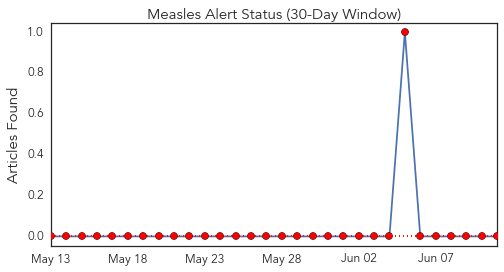 Measles Alert Status (30-Day Window)
Articles Found
1.0
0.8
0.6
0.4
0.2
0.0
May 13 May 18 May 23 May 28 Jun 02 Jun 07